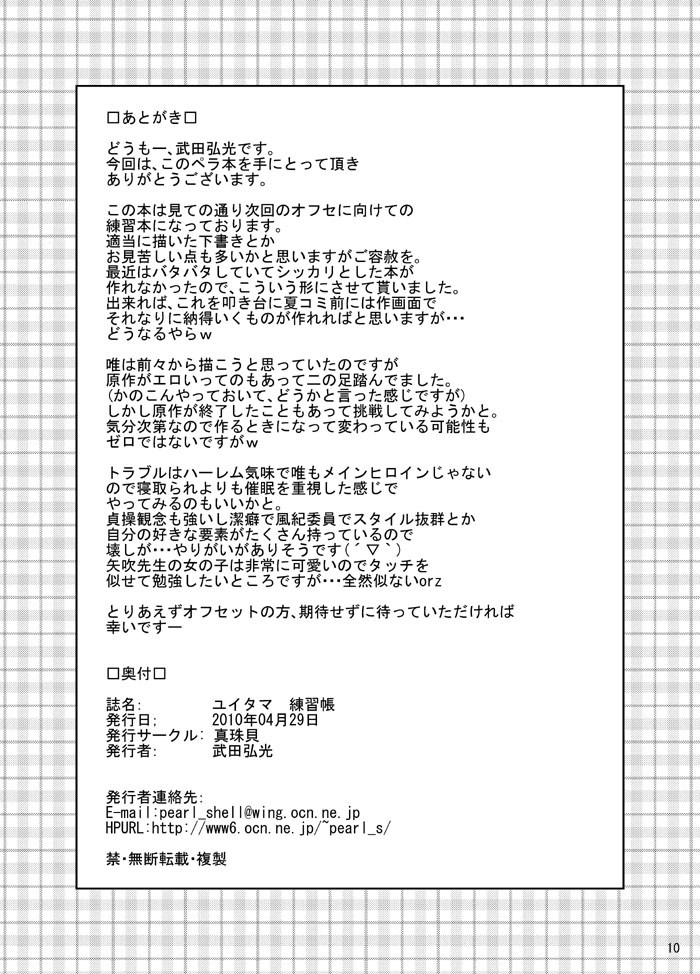 □あとがき□
どうもー､武田弘光です。
今回は､このペラ本を手にとって頂き
ありがとうございます。
この本は見ての通り次回のオフセに向けての
練習本になっております。
適当に描いた下書きとか
お見苦しい点も多いかと思いますがご容赦を。
最近はバタバタしていてシッカリとした本が
作れなかったので､こういう形にさせて貰いました。
出来れば､これを叩き台に夏コミ前には作画面で
それなりに納得いくものが作れればと思いますが･･･
どうなるやらｗ
唯は前々から描こうと思っていたのですが
原作がエロいってのもあって二の足踏んでました。
(かのこんやっておいて､どうかと言った感じですが)
しかし原作が終了したこともあって挑戦してみようかと。
気分次第なので作るときになって変わっている可能性も
ゼロではないですがｗ
トラブルはハーレム気味で唯もメインヒロインじゃない
ので寝取られよりも催眠を重視した感じで
やってみるのもいいかと。
貞操観念も強いし潔癖で風紀委員でスタイル抜群とか
自分の好きな要素がたくさん持っているので
壊しが･･･やりがいがありそうです(´▽｀)
矢吹先生の女の子は非常に可愛いのでタッチを
似せて勉強したいところですが･･･全然似ないorz
とりあえずオフセットの方､期待せずに待っていただければ
幸いですー
□奥付□
誌名: ユイタマ　練習帳
発行日; 2010年04月29日
発行サークル: 真珠貝
発行者: 武田弘光
発行者連絡先:
E-mail:pearl_shell@wing.ocn.ne.jp
HPURL:http://www6.ocn.ne.jp/~pearl_s/
禁･無断転載･複製
10